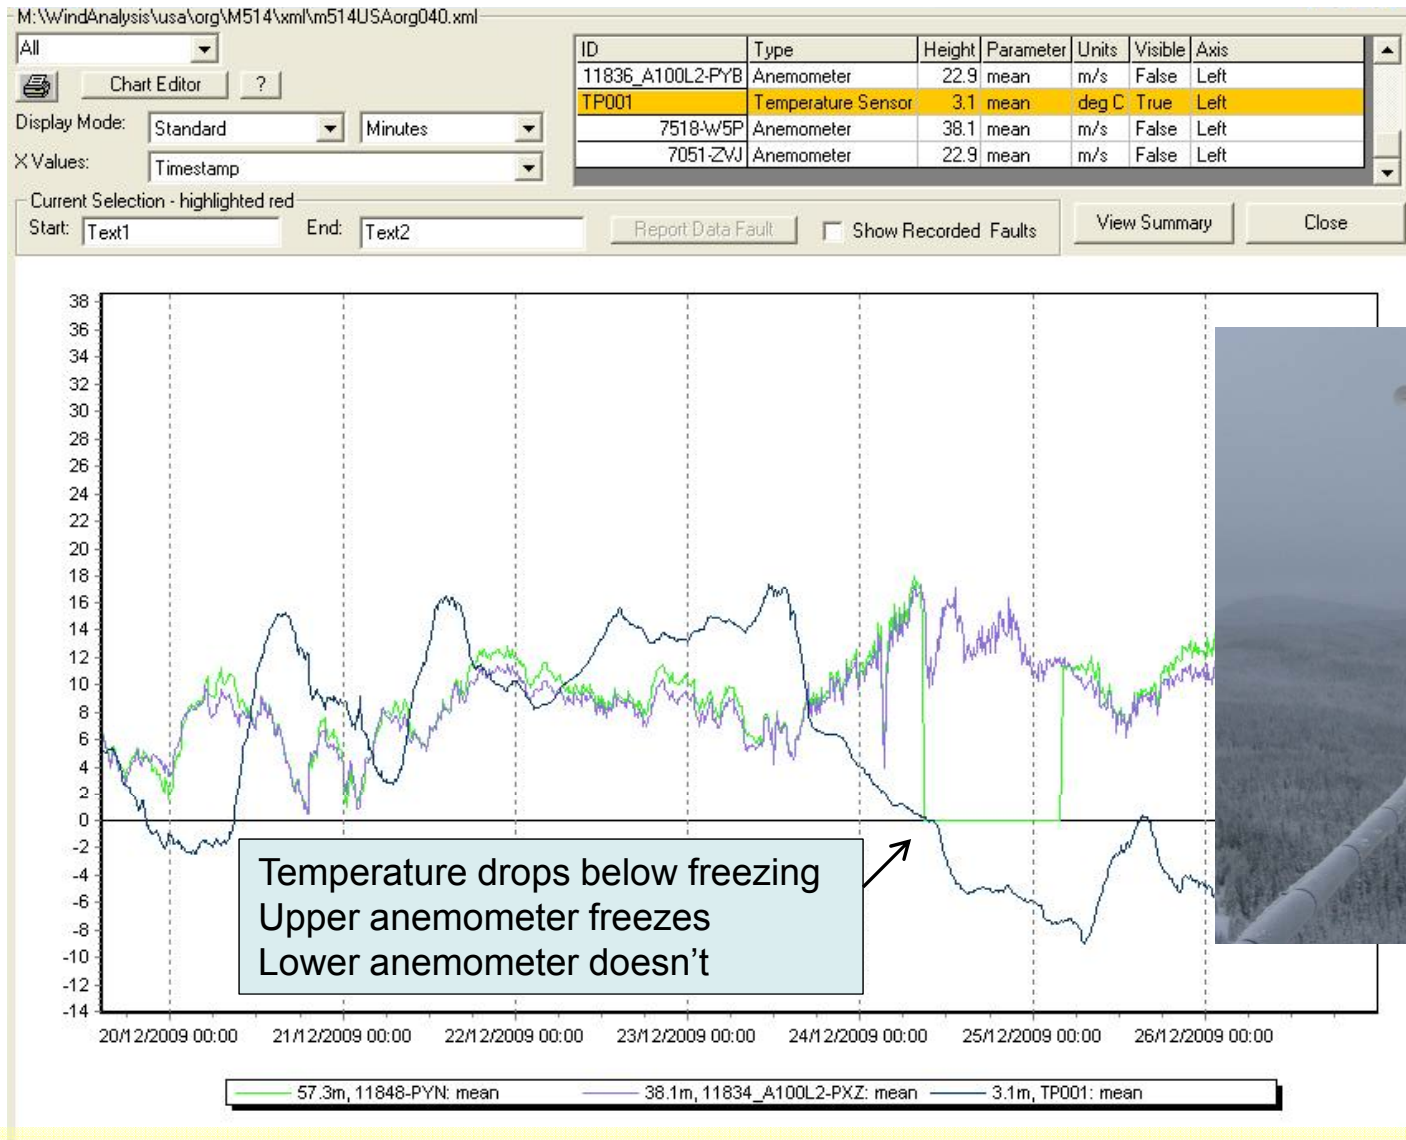 M:\WindAnalysis\usa\org\M514\xml\m514USAorg040.xml
All
Chart Editor ?
Display Mode: Standard Minutes
X Values: Timestamp
ID Type Height Parameter Units Visible Axis
11836_A100L2-PYB Anemometer 22.9 mean m/s False Left
TP001 Temperature Sensor 3.1 mean deg C True Left
7518-W5P Anemometer 38.1 mean m/s False Left
7051-ZVJ Anemometer 22.9 mean m/s False Left
Current Selection - highlighted red
Start: Text1 End: Text2 Report Data Fault Show Recorded Faults View Summary Close
38
36
34
32
30
28
26
24
22
20
18
16
14
12
10
8
6
4
2
0
-2
-4
-6
-8
-10
-12
-14
Temperature drops below freezing
Upper anemometer freezes
Lower anemometer doesn't
20/12/2009 00:00 21/12/2009 00:00 22/12/2009 00:00 23/12/2009 00:00 24/12/2009 00:00 25/12/2009 00:00 26/12/2009 00:00
57.3m, 11848-PYN: mean 38.1m, 11834_A100L2-PXZ: mean 3.1m, TP001: mean